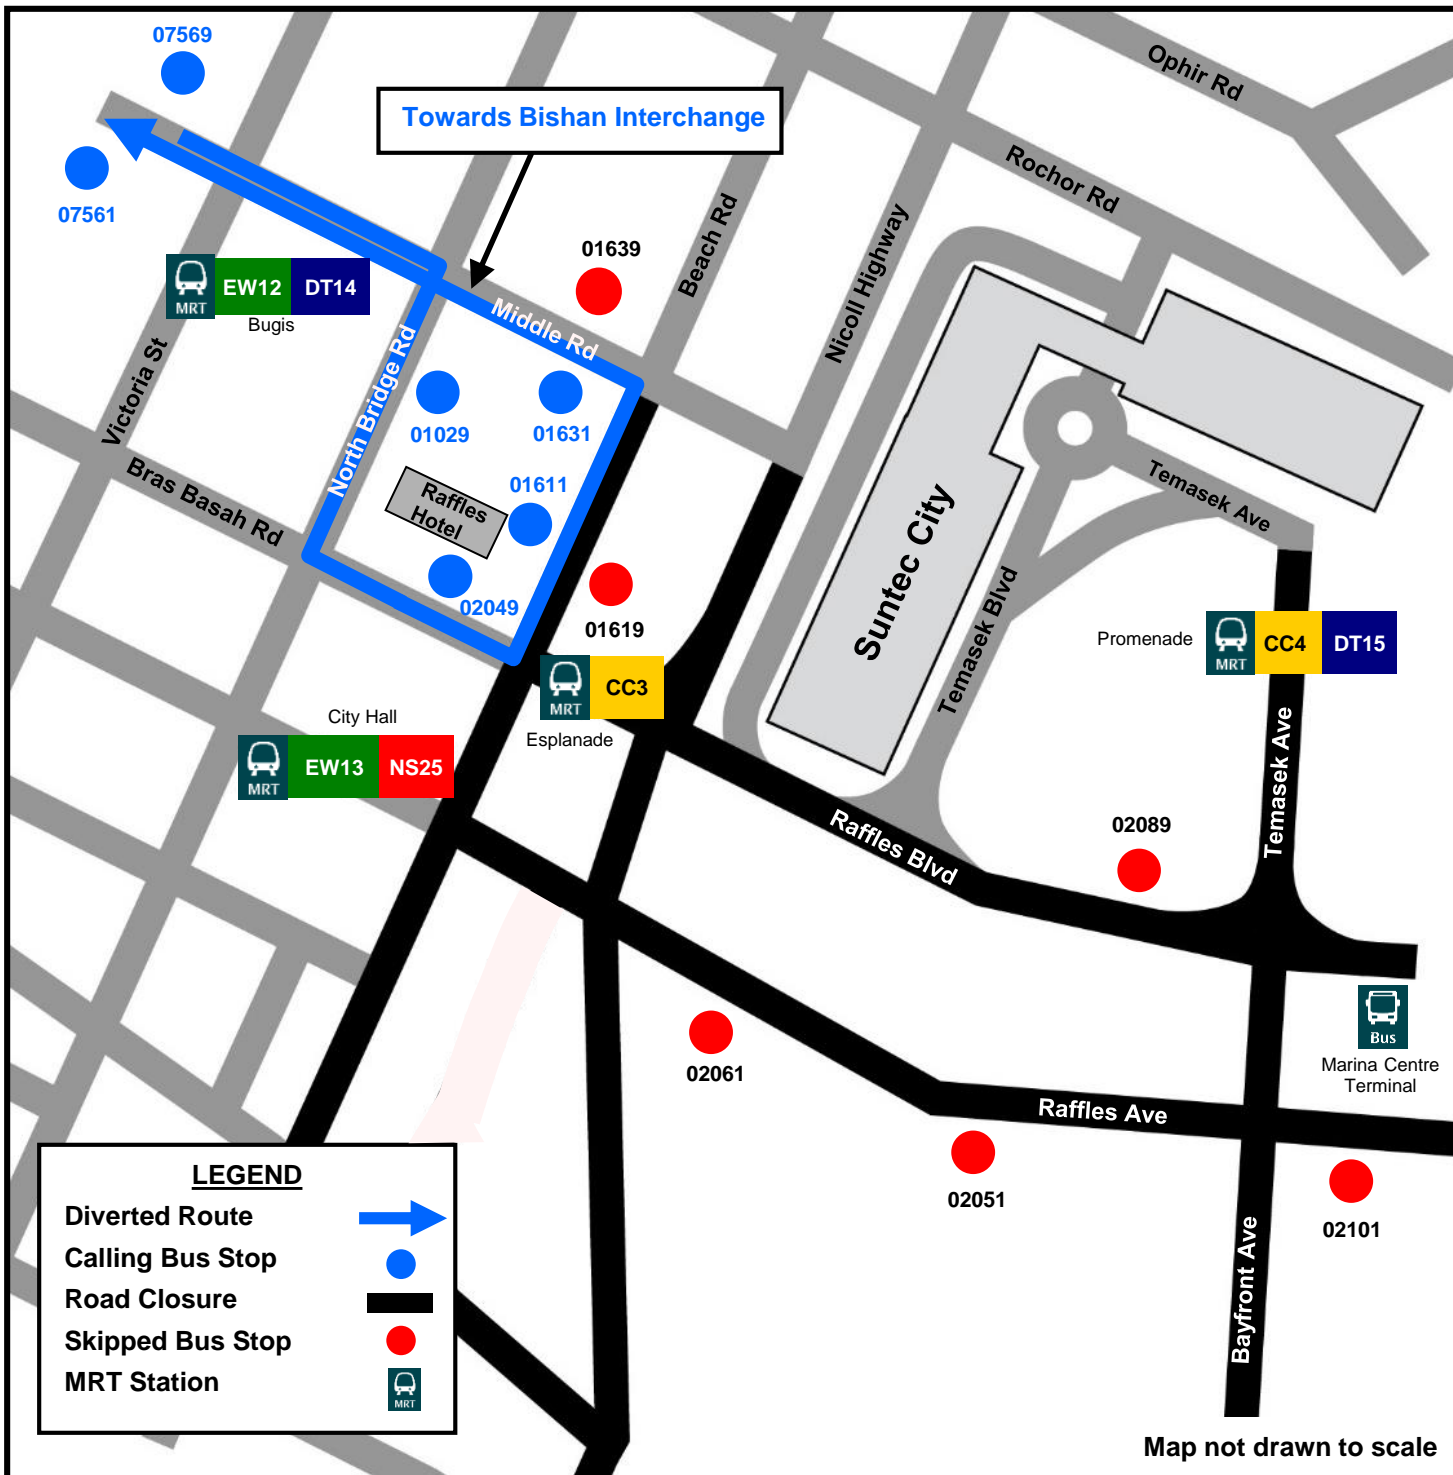 07569
Ophir Rd
Towards Bishan Interchange
Rochor Rd
07561
01639
Beach Rd
Nicoll Highway
MRT
EW12
DT14
Bugis
Middle Rd
Victoria St
North Bridge Rd
01029
01631
Bras Basah Rd
Raffles
Hotel
01611
02049
01619
Temasek Ave
Suntec City
Temasek Blvd
Promenade
MRT
CC4
DT15
MRT
CC3
Esplanade
City Hall
MRT
EW13
NS25
Temasek Ave
Raffles Blvd
02089
Bus
Marina Centre
Terminal
02061
Raffles Ave
02051
02101
Bayfront Ave
LEGEND
Diverted Route
Calling Bus Stop
Road Closure
Skipped Bus Stop
MRT Station
MRT
Map not drawn to scale